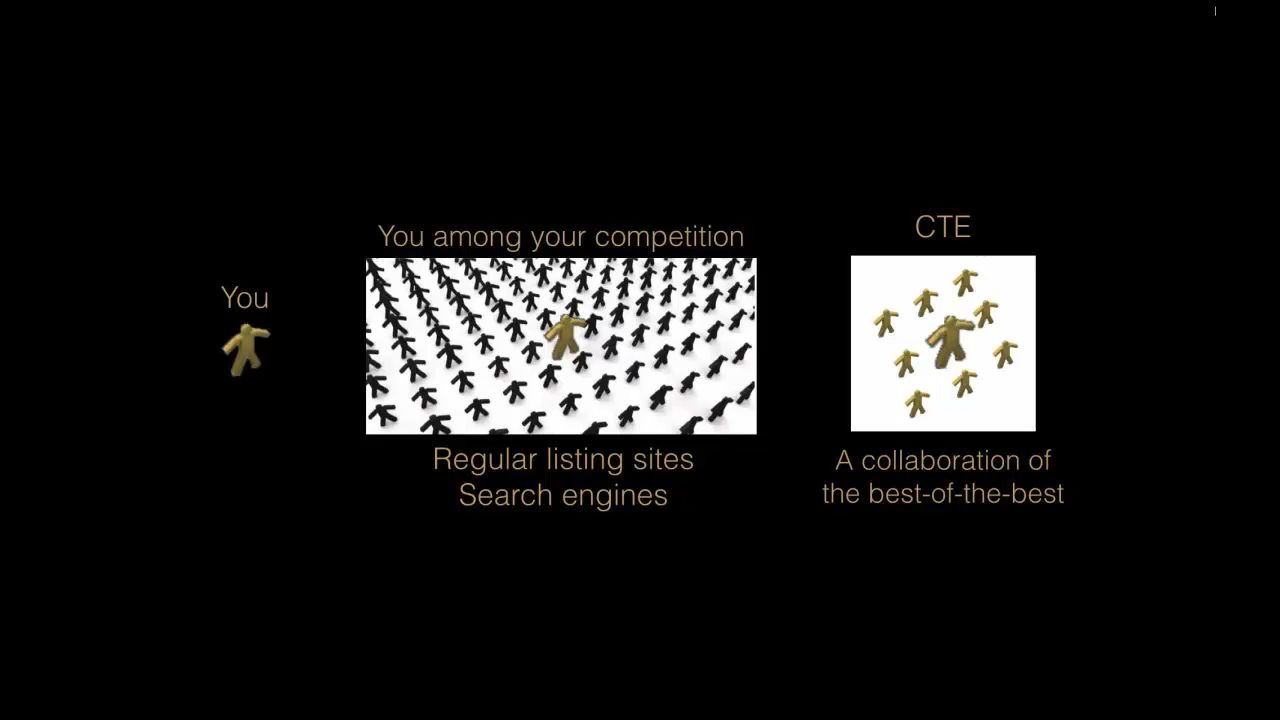 You
You among your competition
Regular listing sites
Search engines
CTE
A collaboration of
the best-of-the-best